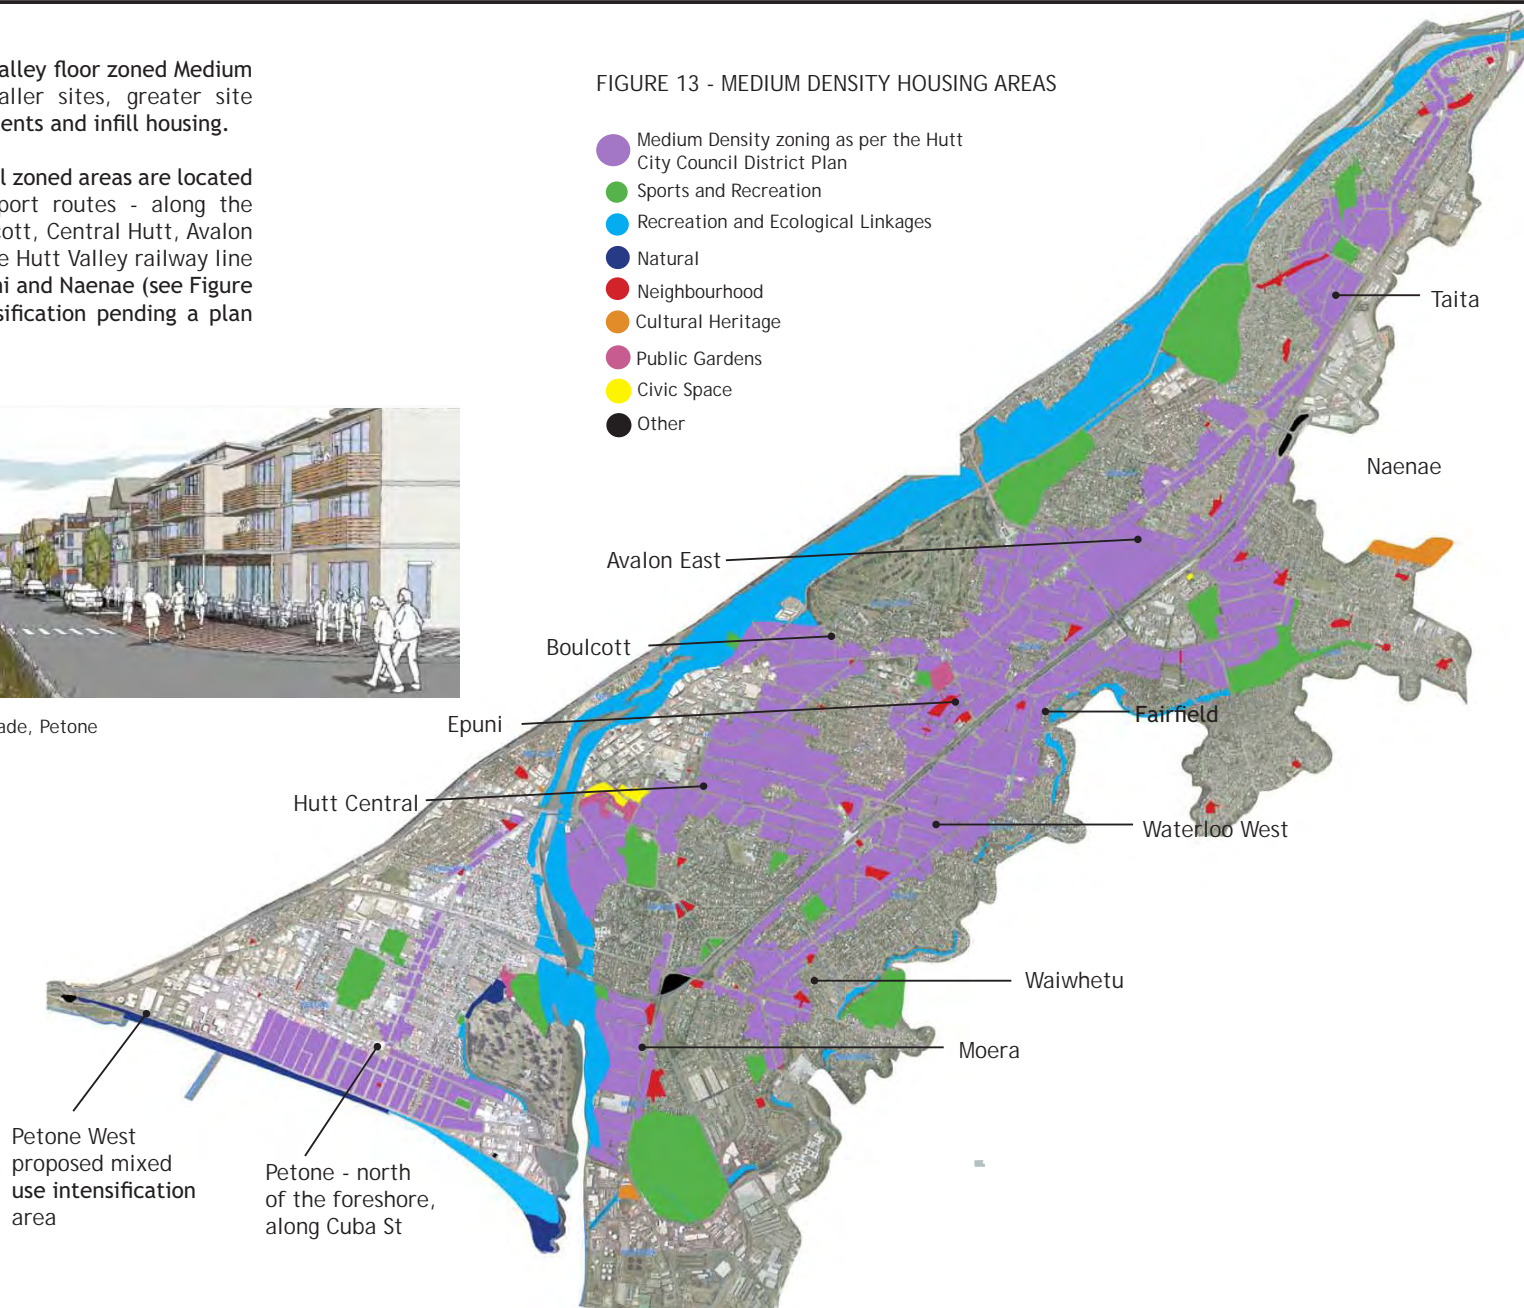 alley floor zoned Medium
aller sites, greater site
ents and infill housing.
l zoned areas are located
port routes - along the
ott, Central Hutt, Avalon
e Hutt Valley railway line
ni and Naenae (see Figure
sification pending a plan
ade, Petone
FIGURE 13 - MEDIUM DENSITY HOUSING AREAS
Medium Density zoning as per the Hutt
City Council District Plan
Sports and Recreation
Recreation and Ecological Linkages
Natural
Neighbourhood
Cultural Heritage
Public Gardens
Civic Space
Other
Taita
Naenae
Avalon East
Boulcott
Epuni
Fairfield
Hutt Central
Waterloo West
Waiwhetu
Moera
Petone West
proposed mixed
use intensification
area
Petone - north
of the foreshore,
along Cuba St